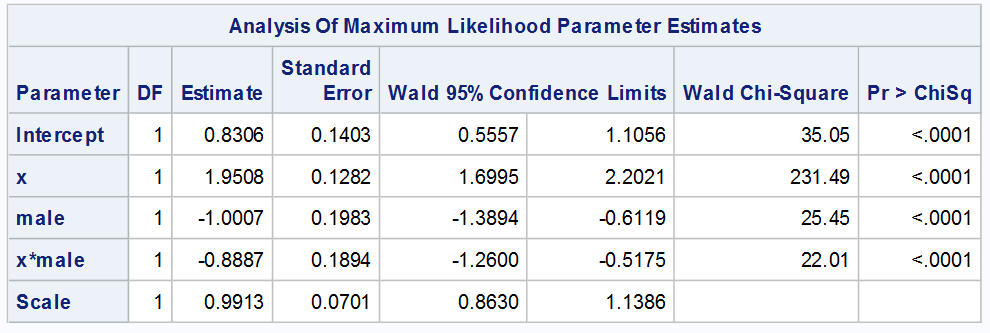 Analysis Of Maximum Likelihood Parameter Estimates
Parameter DF Estimate Standard Error Wald 95% Confidence Limits Wald Chi-Square Pr > ChiSq
Intercept 1 0.8306 0.1403 0.5557 1.1056 35.05 <.0001
x 1 1.9508 0.1282 1.6995 2.2021 231.49 <.0001
male 1 -1.0007 0.1983 -1.3894 -0.6119 25.45 <.0001
x*male 1 -0.8887 0.1894 -1.2600 -0.5175 22.01 <.0001
Scale 1 0.9913 0.0701 0.8630 1.1386